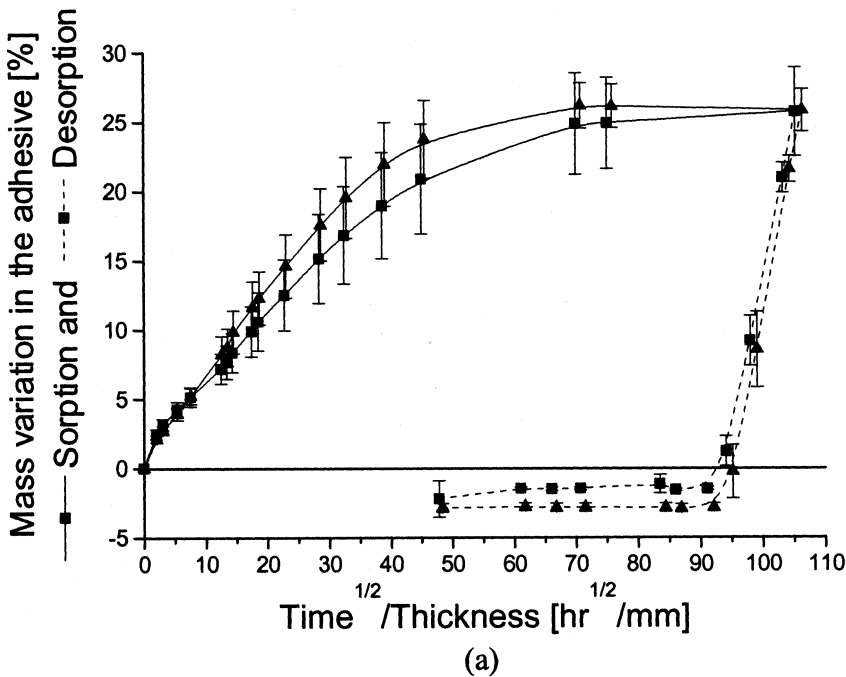 Mass variation in the adhesive [%]
Sorption and Desorption
30
25
20
15
10
5
0
-5
0 10 20 30 40 50 60 70 80 90 100 110
Time 1/2 /Thickness [hr 1/2 /mm]
(a)